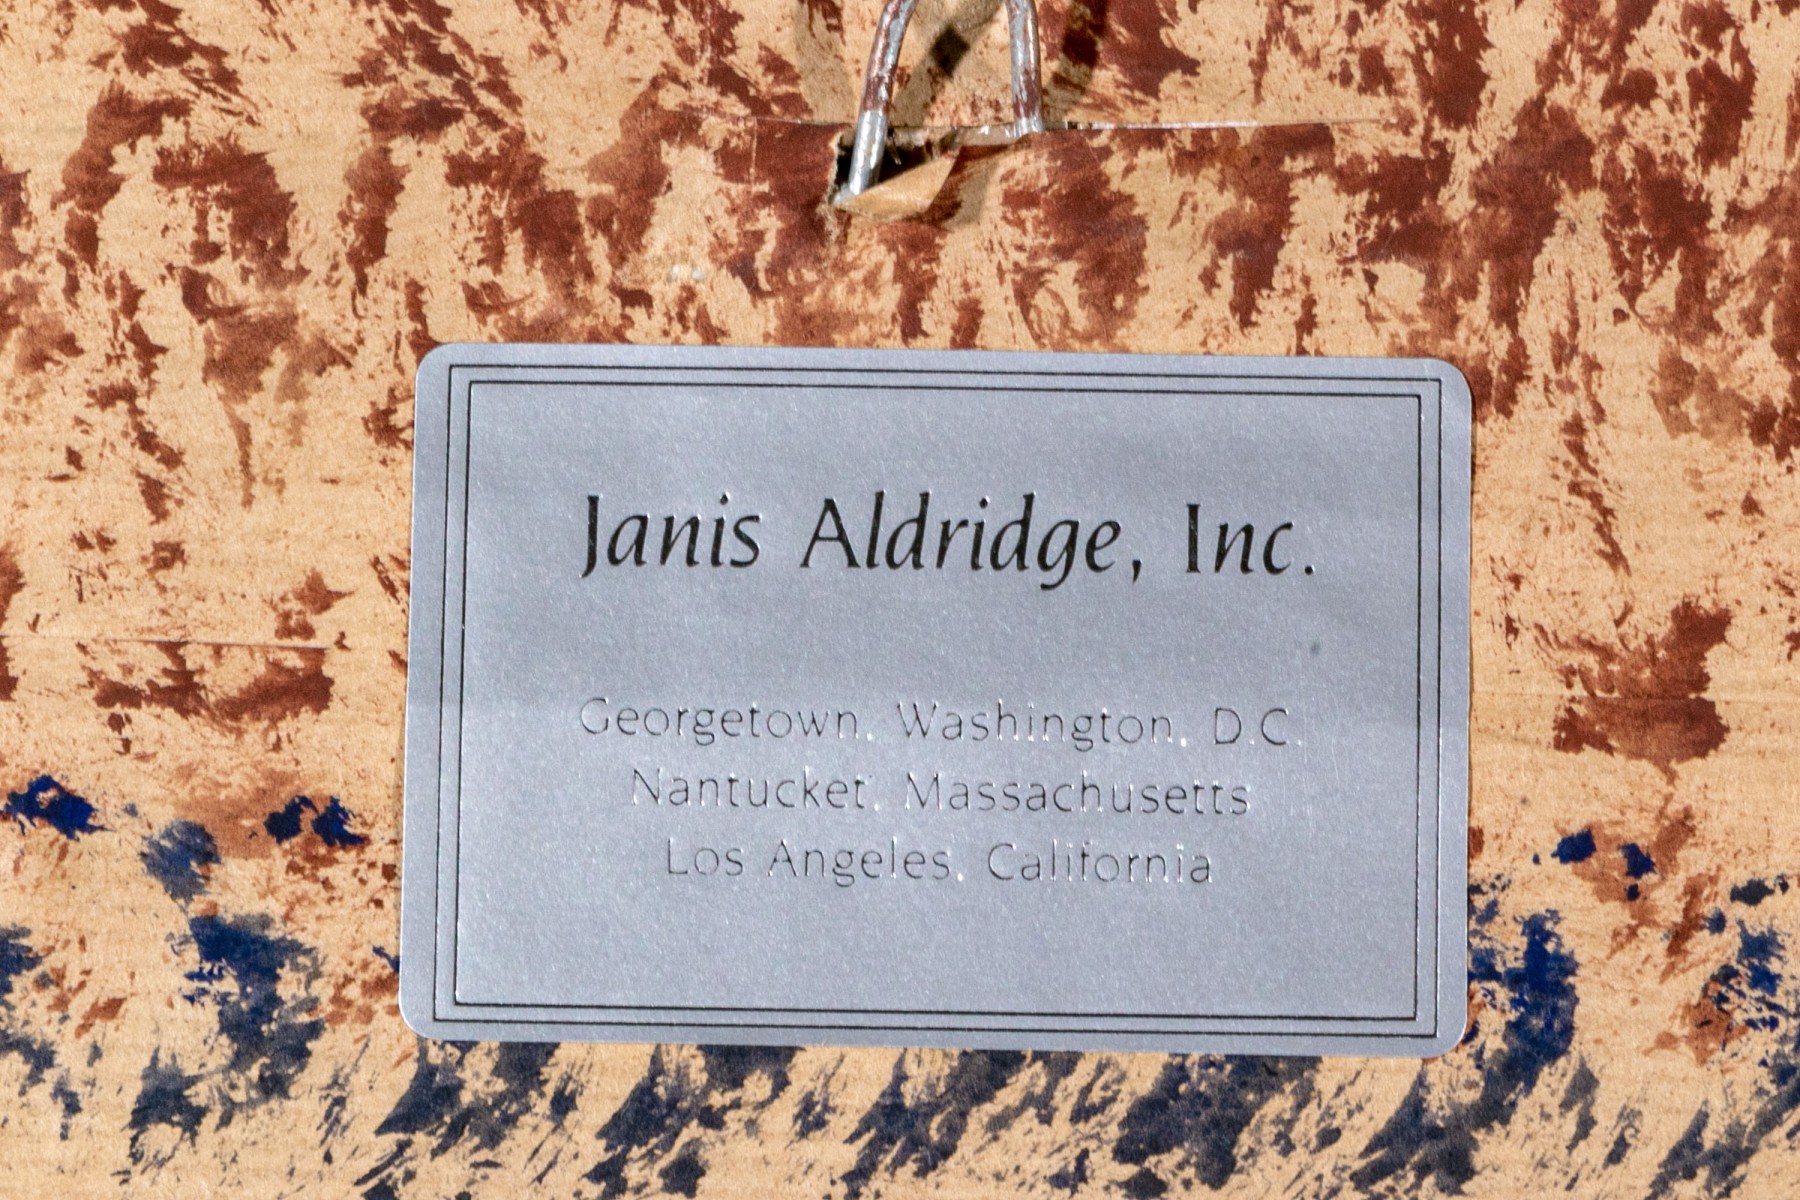 Janis Aldridge, Inc.
Georgetown, Washington, D.C.
Nantucket, Massachusetts
Los Angeles, California